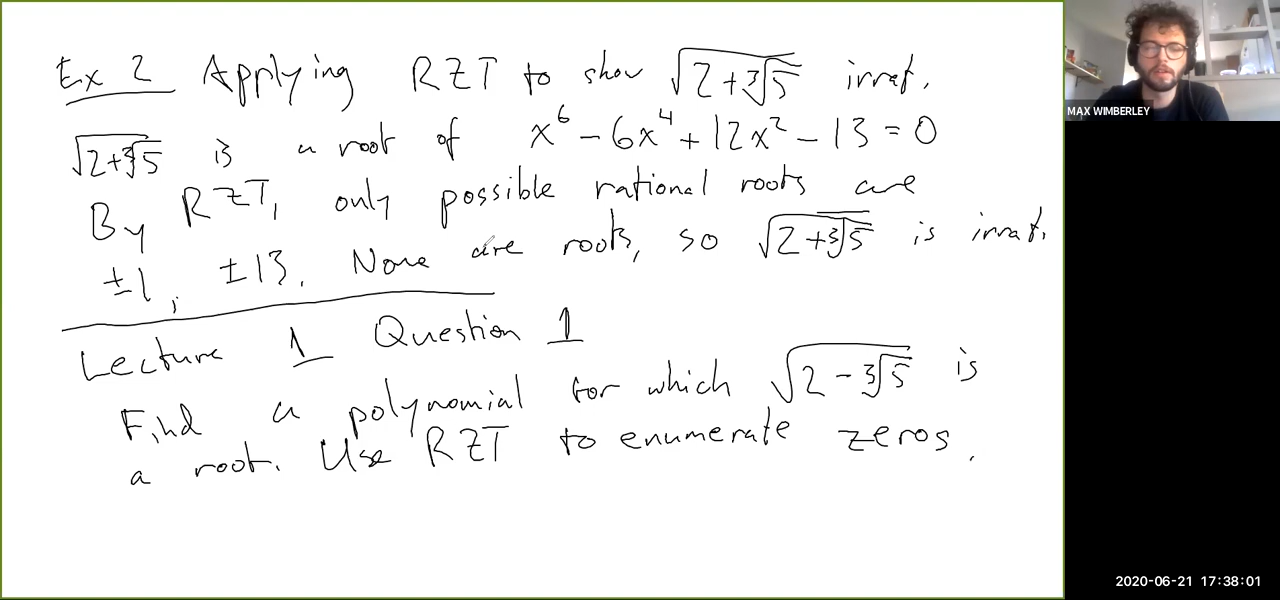 Ex 2 Applying RZT to show √(2+∛5) irrat.
√(2+∛5) is a root of x⁶ - 6x⁴ + 12x² - 13 = 0
By RZT, only possible rational roots are
±1, ±13. None are roots, so √(2+∛5) is irrat.
Lecture 1 Question 1
Find a polynomial for which √(2-∛5) is
a root. Use RZT to enumerate zeros.
MAX WIMBERLEY
2020-06-21 17:38:01